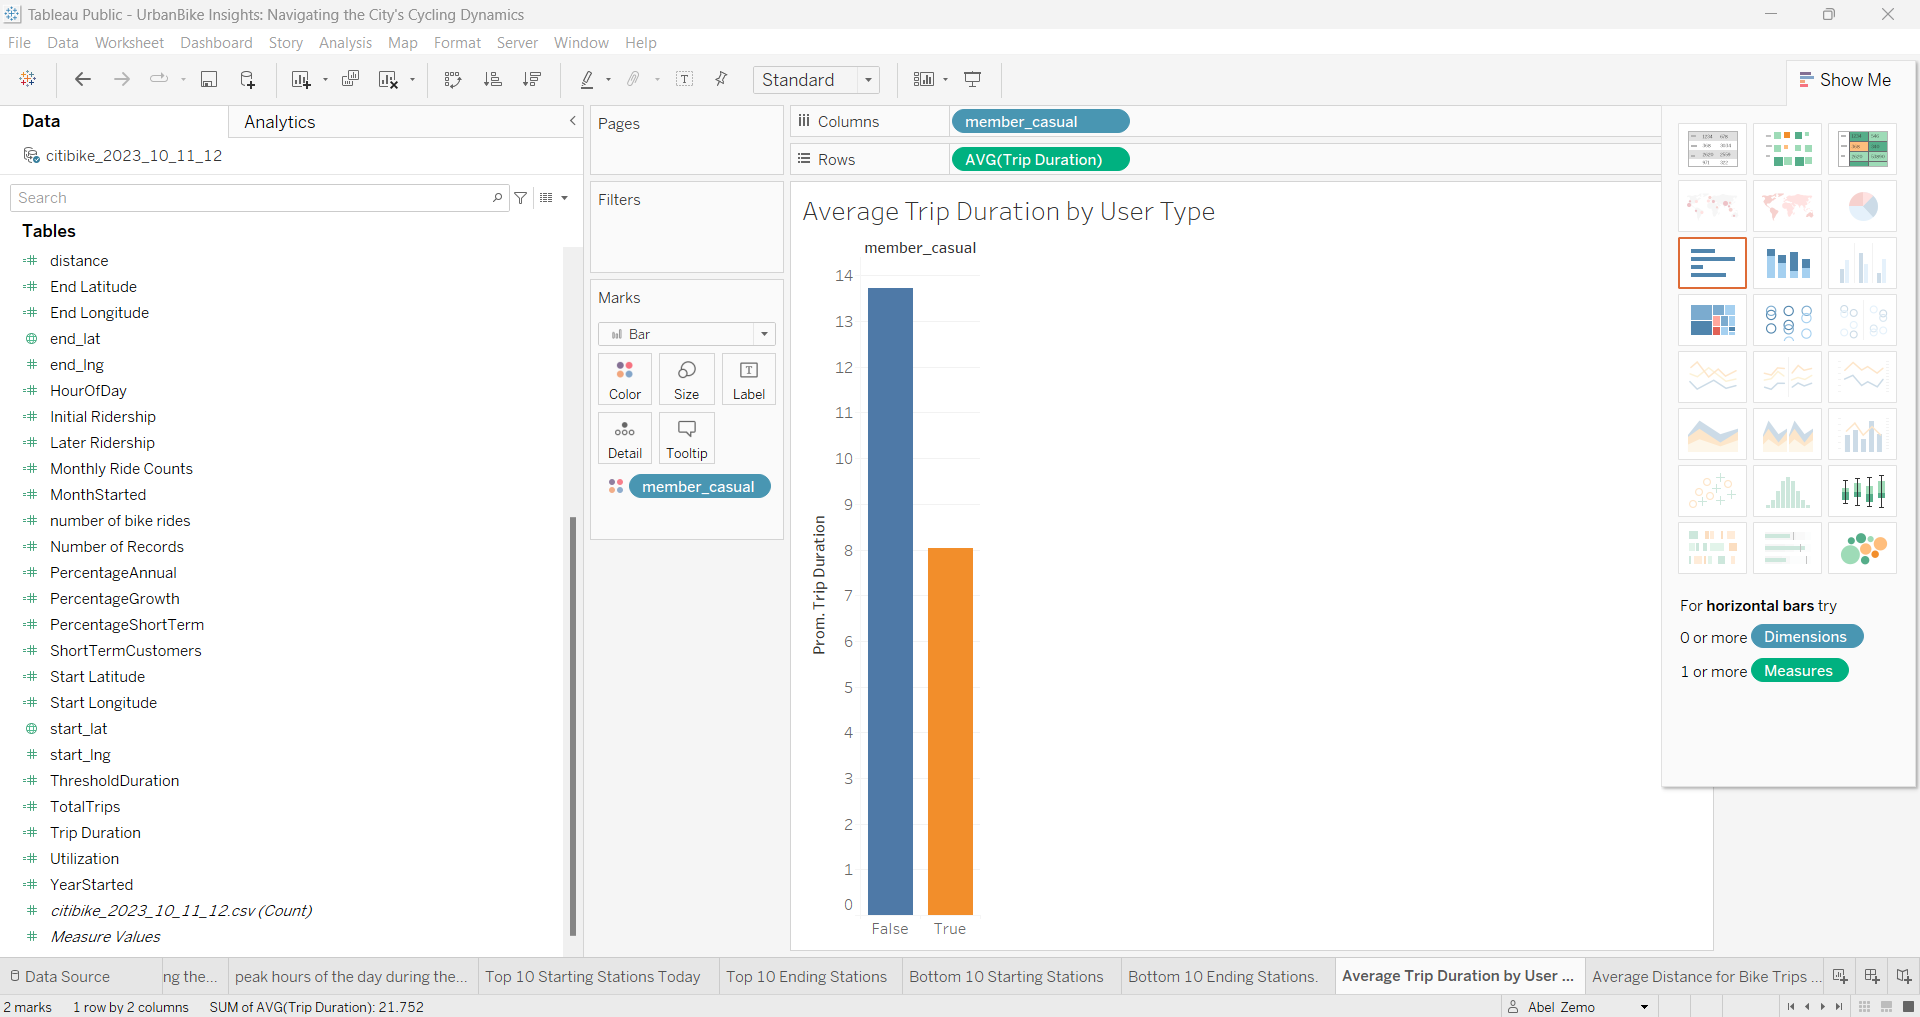 Tableau Public - UrbanBike Insights: Navigating the City's Cycling Dynamics
File Data Worksheet Dashboard Story Analysis Map Format Server Window Help
Standard
Show Me
Data
Analytics
citibike_2023_10_11_12
Search
Tables
distance
End Latitude
End Longitude
end_lat
end_lng
HourOfDay
Initial Ridership
Later Ridership
Monthly Ride Counts
MonthStarted
number of bike rides
Number of Records
PercentageAnnual
PercentageGrowth
PercentageShortTerm
ShortTermCustomers
Start Latitude
Start Longitude
start_lat
start_lng
ThresholdDuration
TotalTrips
Trip Duration
Utilization
YearStarted
citibike_2023_10_11_12.csv (Count)
Measure Values
Pages
Filters
Marks
Bar
Color
Size
Label
Detail
Tooltip
member_casual
Columns
member_casual
Rows
AVG(Trip Duration)
Average Trip Duration by User Type
member_casual
Prom. Trip Duration
14
13
12
11
10
9
8
7
6
5
4
3
2
1
0
False
True
For horizontal bars try
0 or more Dimensions
1 or more Measures
Data Source
ng the...
peak hours of the day during the...
Top 10 Starting Stations Today
Top 10 Ending Stations
Bottom 10 Starting Stations
Bottom 10 Ending Stations.
Average Trip Duration by User ...
Average Distance for Bike Trips ...
2 marks
1 row by 2 columns
SUM of AVG(Trip Duration): 21.752
Abel Zemo